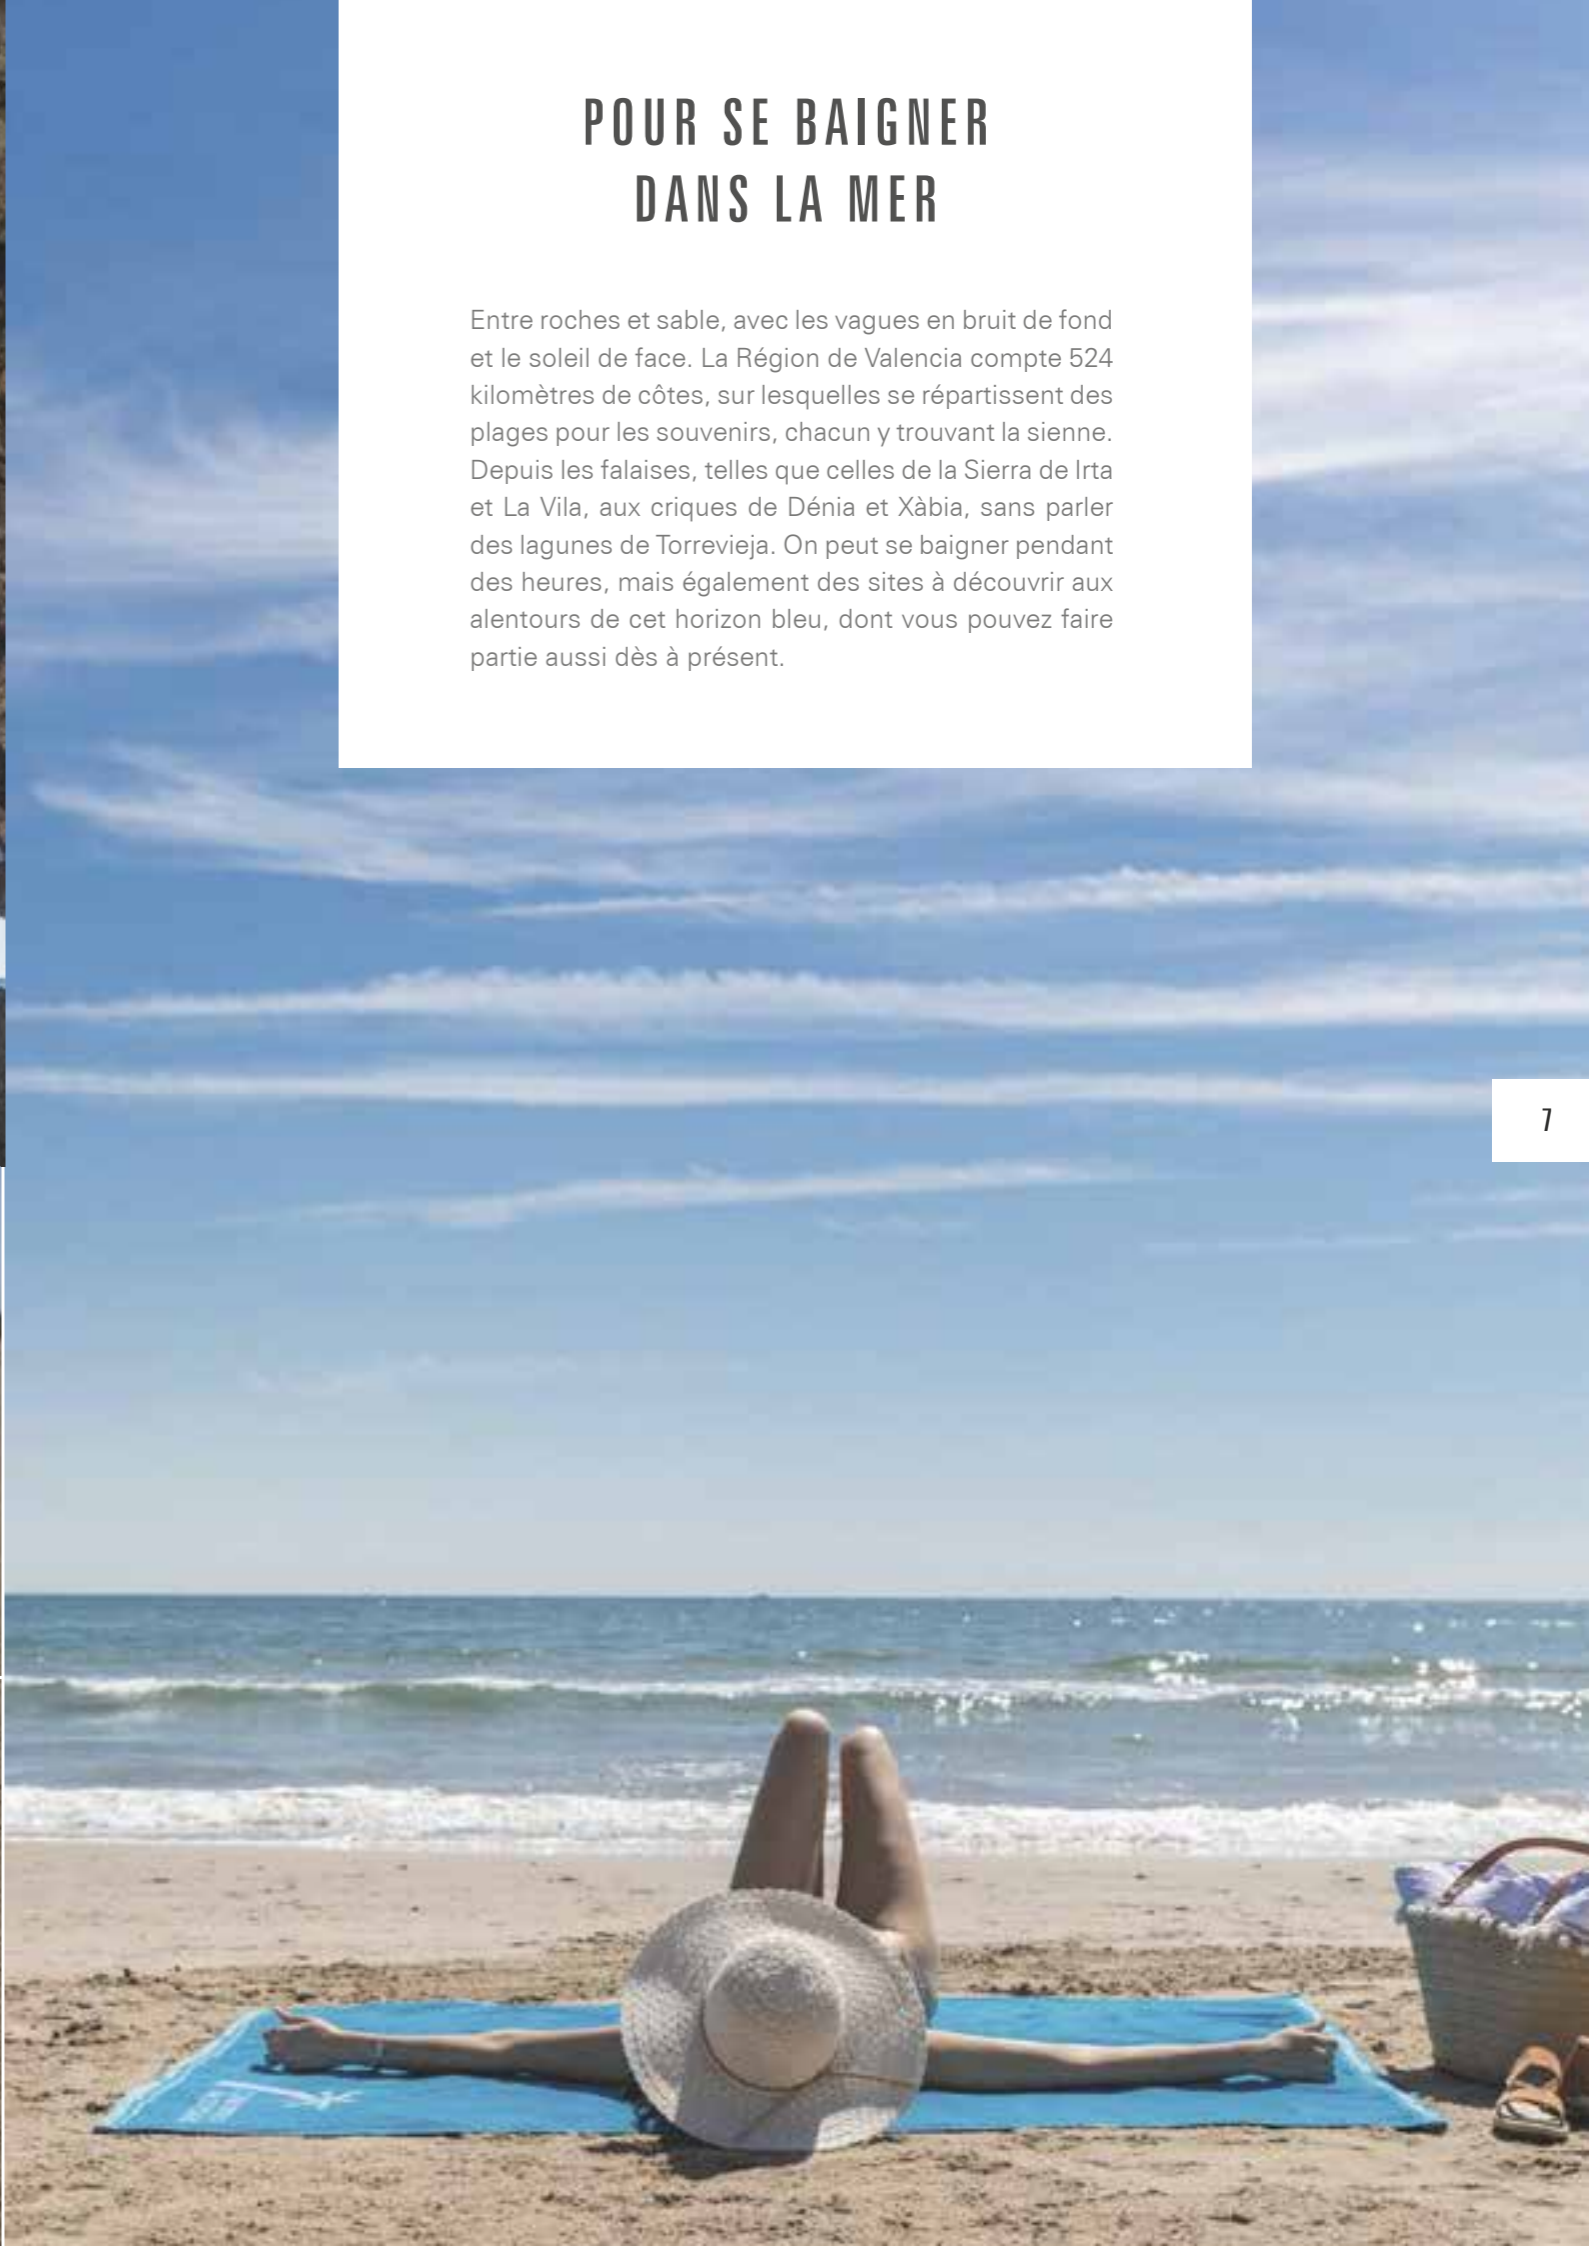 POUR SE BAIGNER
DANS LA MER
Entre roches et sable, avec les vagues en bruit de fond
et le soleil de face. La Région de Valencia compte 524
kilomètres de côtes, sur lesquelles se répartissent des
plages pour les souvenirs, chacun y trouvant la sienne.
Depuis les falaises, telles que celles de la Sierra de Irta
et La Vila, aux criques de Dénia et Xàbia, sans parler
des lagunes de Torrevieja. On peut se baigner pendant
des heures, mais également des sites à découvrir aux
alentours de cet horizon bleu, dont vous pouvez faire
partie aussi dès à présent.
7